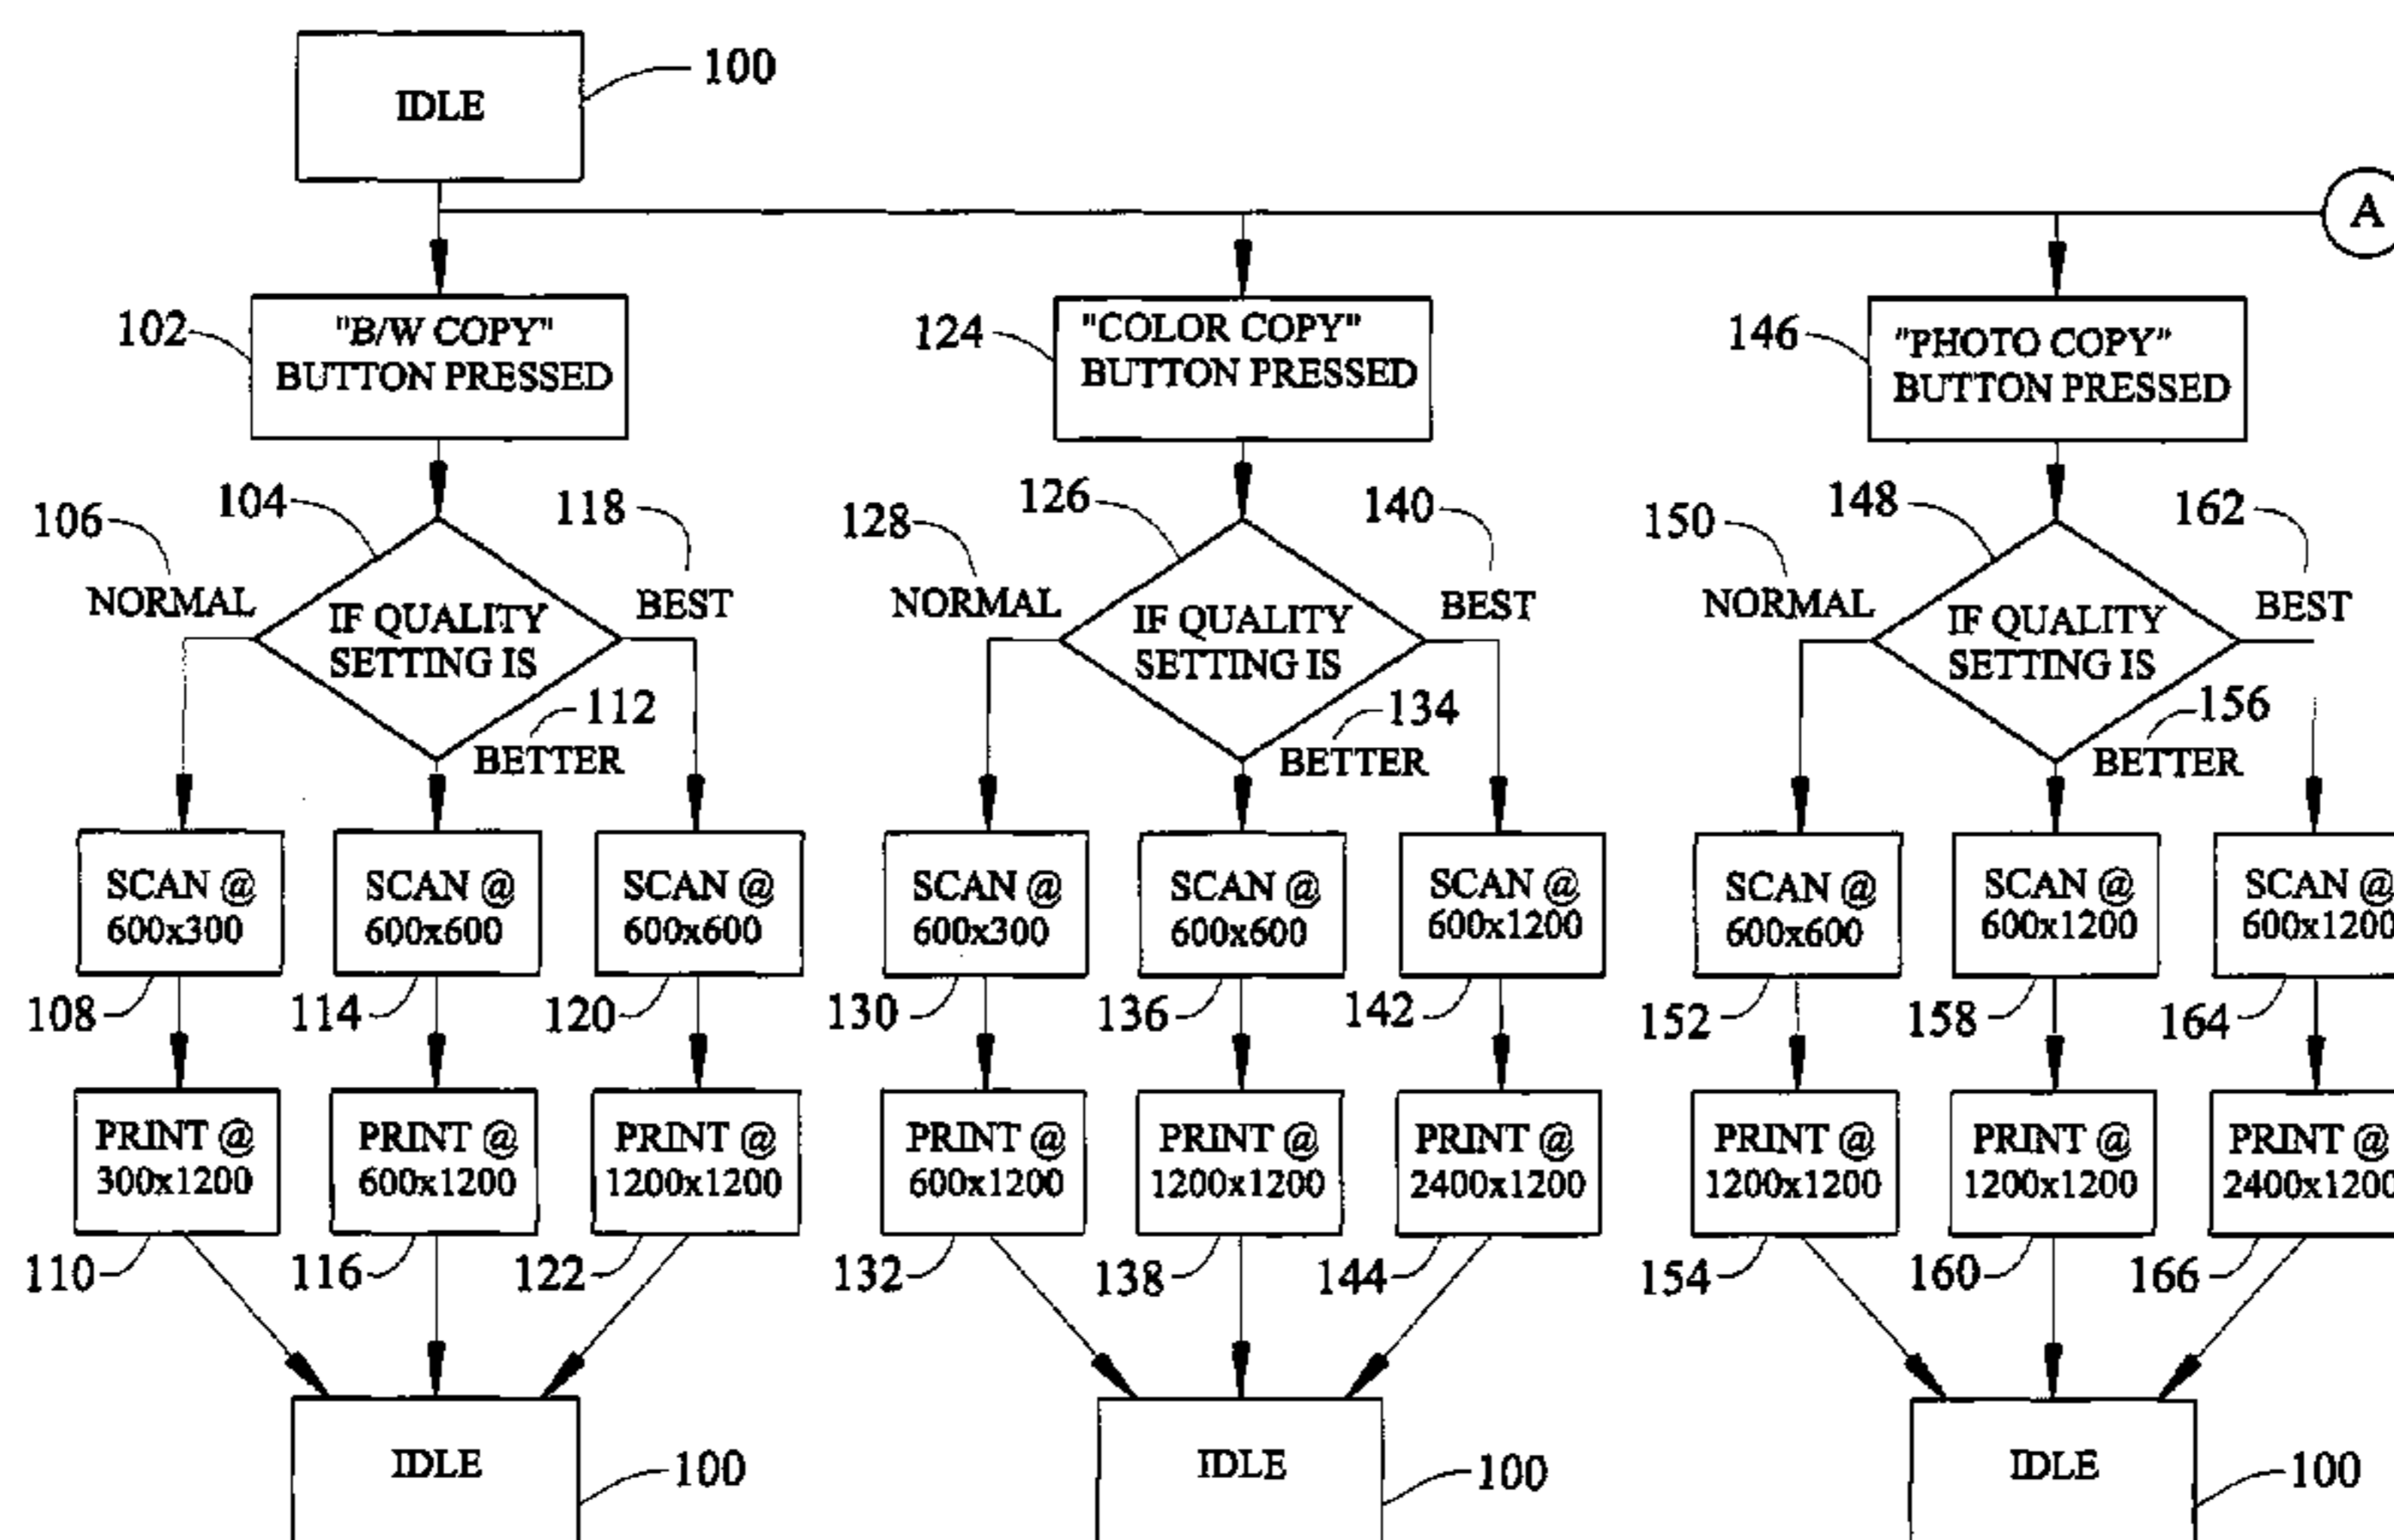 IDLE
100
A
102
"B/W COPY"
BUTTON PRESSED
124
"COLOR COPY"
BUTTON PRESSED
146
"PHOTO COPY"
BUTTON PRESSED
106
104
118
NORMAL
BEST
IF QUALITY
SETTING IS
112
BETTER
128
126
140
NORMAL
BEST
IF QUALITY
SETTING IS
134
BETTER
150
148
162
NORMAL
BEST
IF QUALITY
SETTING IS
156
BETTER
SCAN @
600x300
SCAN @
600x600
SCAN @
600x600
SCAN @
600x300
SCAN @
600x600
SCAN @
600x1200
SCAN @
600x600
SCAN @
600x1200
SCAN @
600x1200
108
114
120
130
136
142
152
158
164
PRINT @
300x1200
PRINT @
600x1200
PRINT @
1200x1200
PRINT @
600x1200
PRINT @
1200x1200
PRINT @
2400x1200
PRINT @
1200x1200
PRINT @
1200x1200
PRINT @
2400x1200
110
116
122
132
138
144
154
160
166
IDLE
100
IDLE
100
IDLE
100